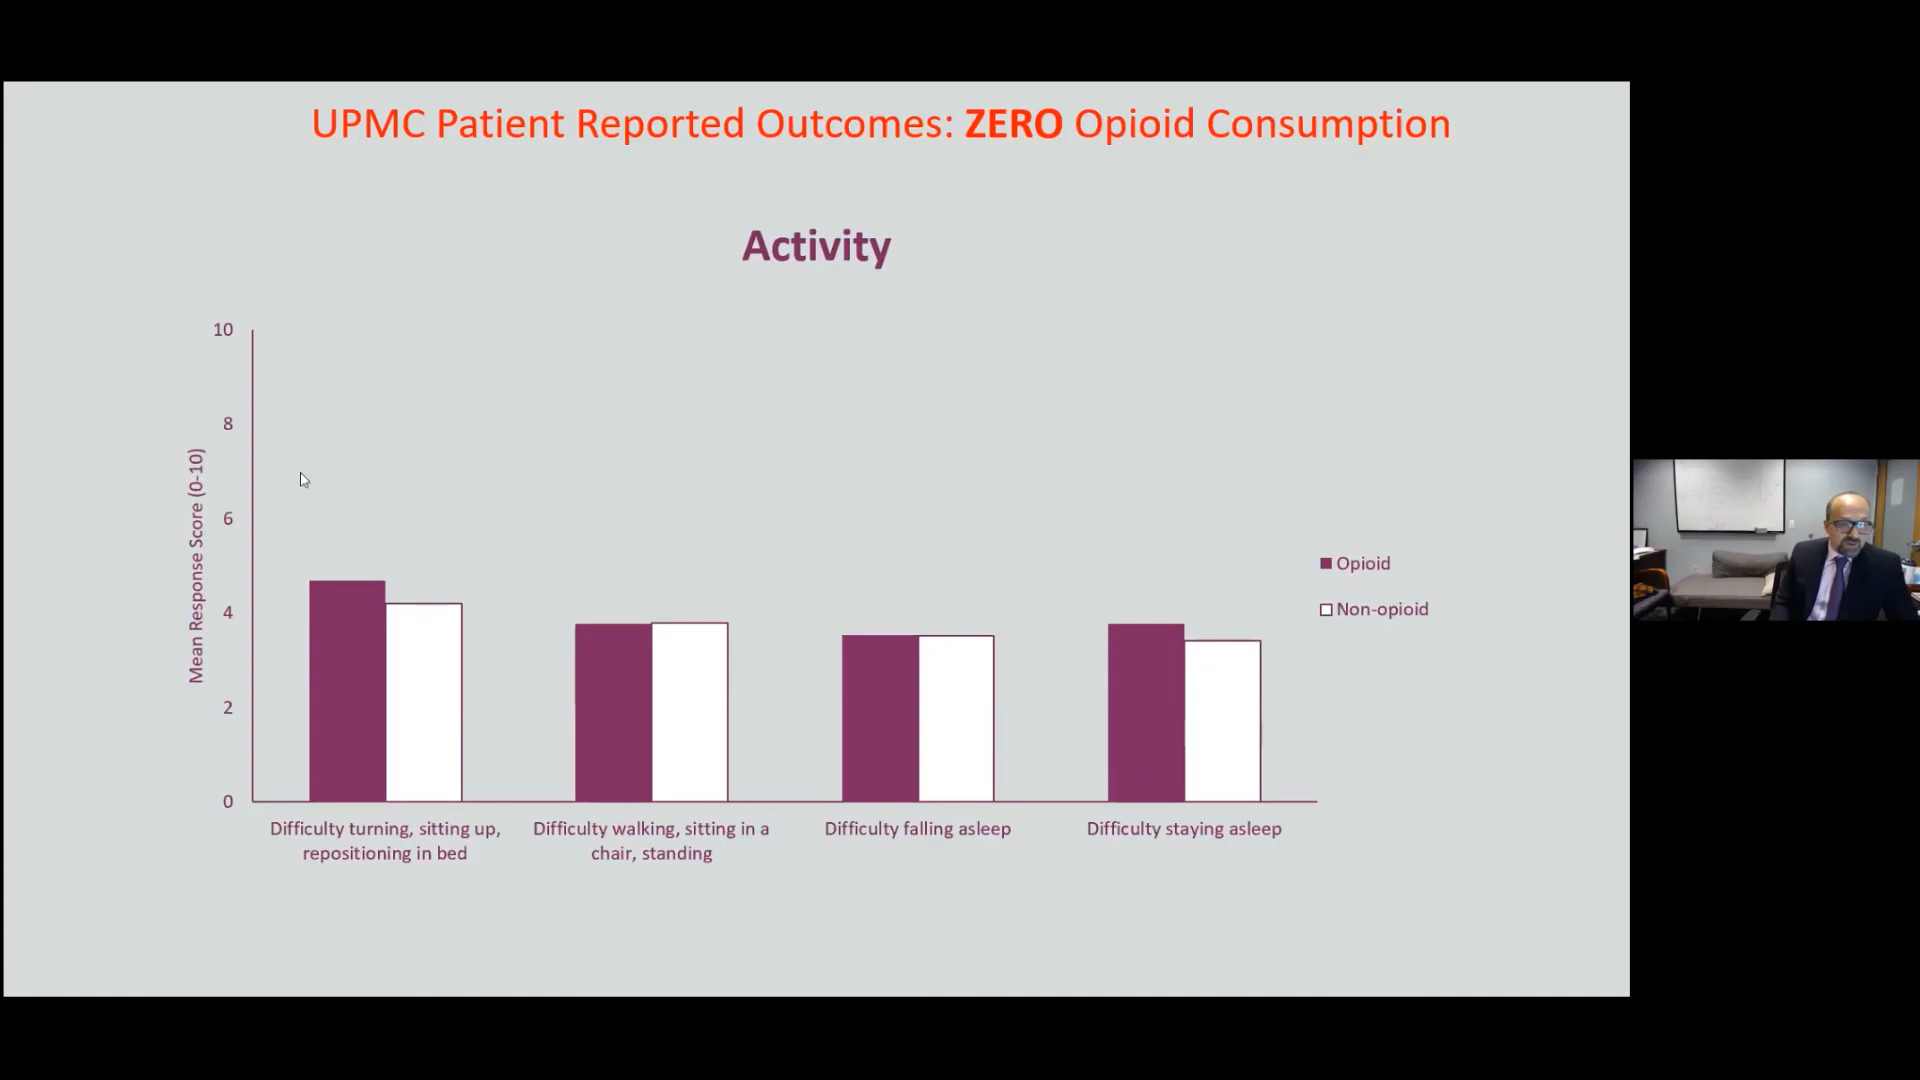 UPMC Patient Reported Outcomes: ZERO Opioid Consumption
Activity
10
8
6
4
2
0
Mean Response Score (0-10)
Difficulty turning, sitting up,
repositioning in bed
Difficulty walking, sitting in a
chair, standing
Difficulty falling asleep
Difficulty staying asleep
Opioid
Non-opioid